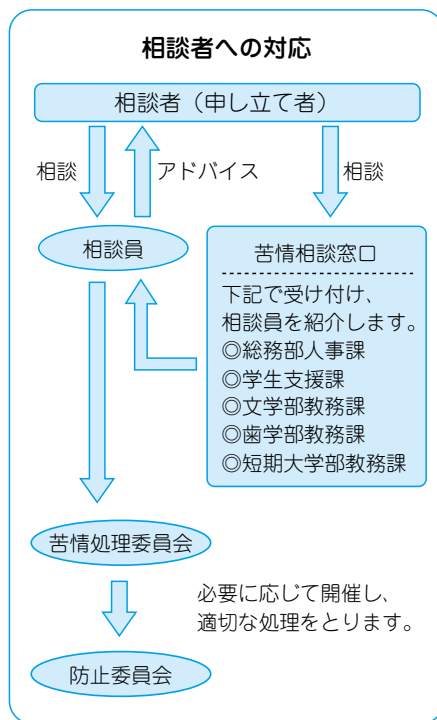 相談者への対応
相談者（申し立て者）
相談
アドバイス
相談
相談員
苦情相談窓口
下記で受け付け、
相談員を紹介します。
◎総務部人事課
◎学生支援課
◎文学部教務課
◎歯学部教務課
◎短期大学部教務課
苦情処理委員会
必要に応じて開催し、
適切な処理をとります。
防止委員会